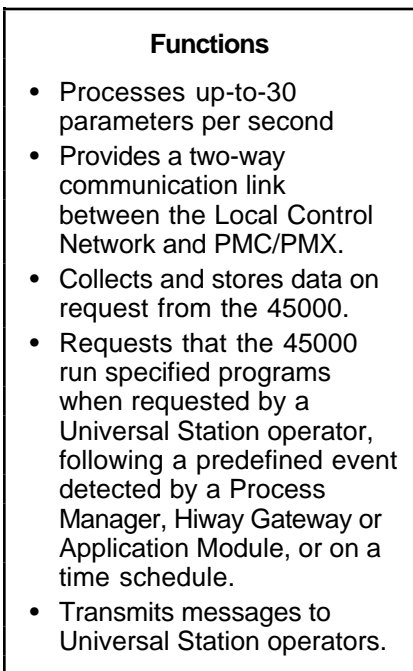 Functions
• Processes up-to-30
parameters per second
• Provides a two-way
communication link
between the Local Control
Network and PMC/PMX.
• Collects and stores data on
request from the 45000.
• Requests that the 45000
run specified programs
when requested by a
Universal Station operator,
following a predefined event
detected by a Process
Manager, Hiway Gateway or
Application Module, or on a
time schedule.
• Transmits messages to
Universal Station operators.